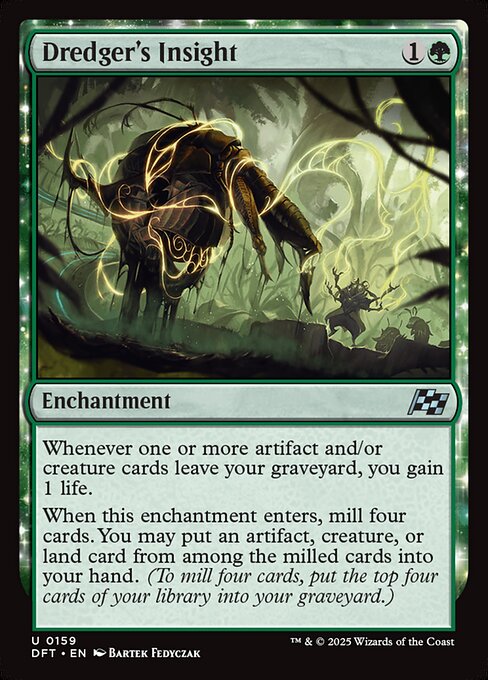 Dredger's Insight 1
Enchantment
Whenever one or more artifact and/or
creature cards leave your graveyard, you gain
1 life.
When this enchantment enters, mill four
cards. You may put an artifact, creature, or
land card from among the milled cards into
your hand. (To mill four cards, put the top four
cards of your library into your graveyard.)
U 0159
DFT • EN Bartek Fedyczak
™ & © 2025 Wizards of the Coast